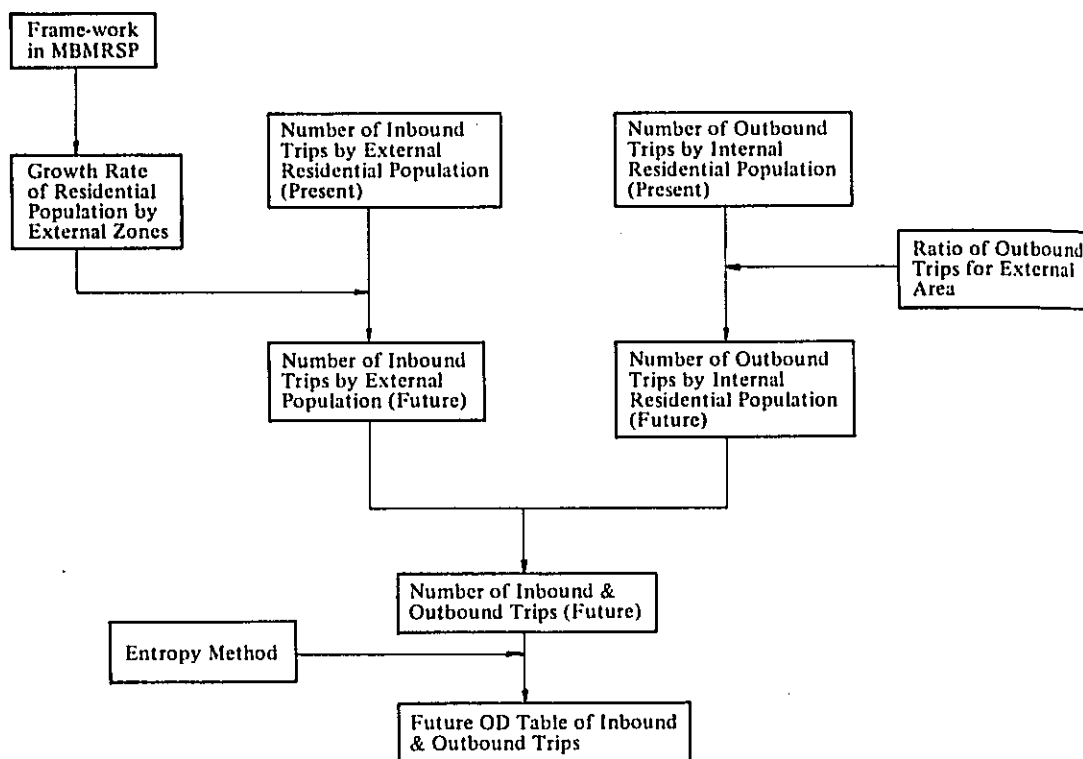 Frame-work
in MBMRSP
Number of Inbound
Trips by External
Residential Population
(Present)
Number of Outbound
Trips by Internal
Residential Population
(Present)
Growth Rate
of Residential
Population by
External Zones
Ratio of Outbound
Trips for External
Area
Number of Inbound
Trips by External
Population (Future)
Number of Outbound
Trips by Internal
Residential Population
(Future)
Number of Inbound &
Outbound Trips (Future)
Entropy Method
Future OD Table of Inbound
& Outbound Trips